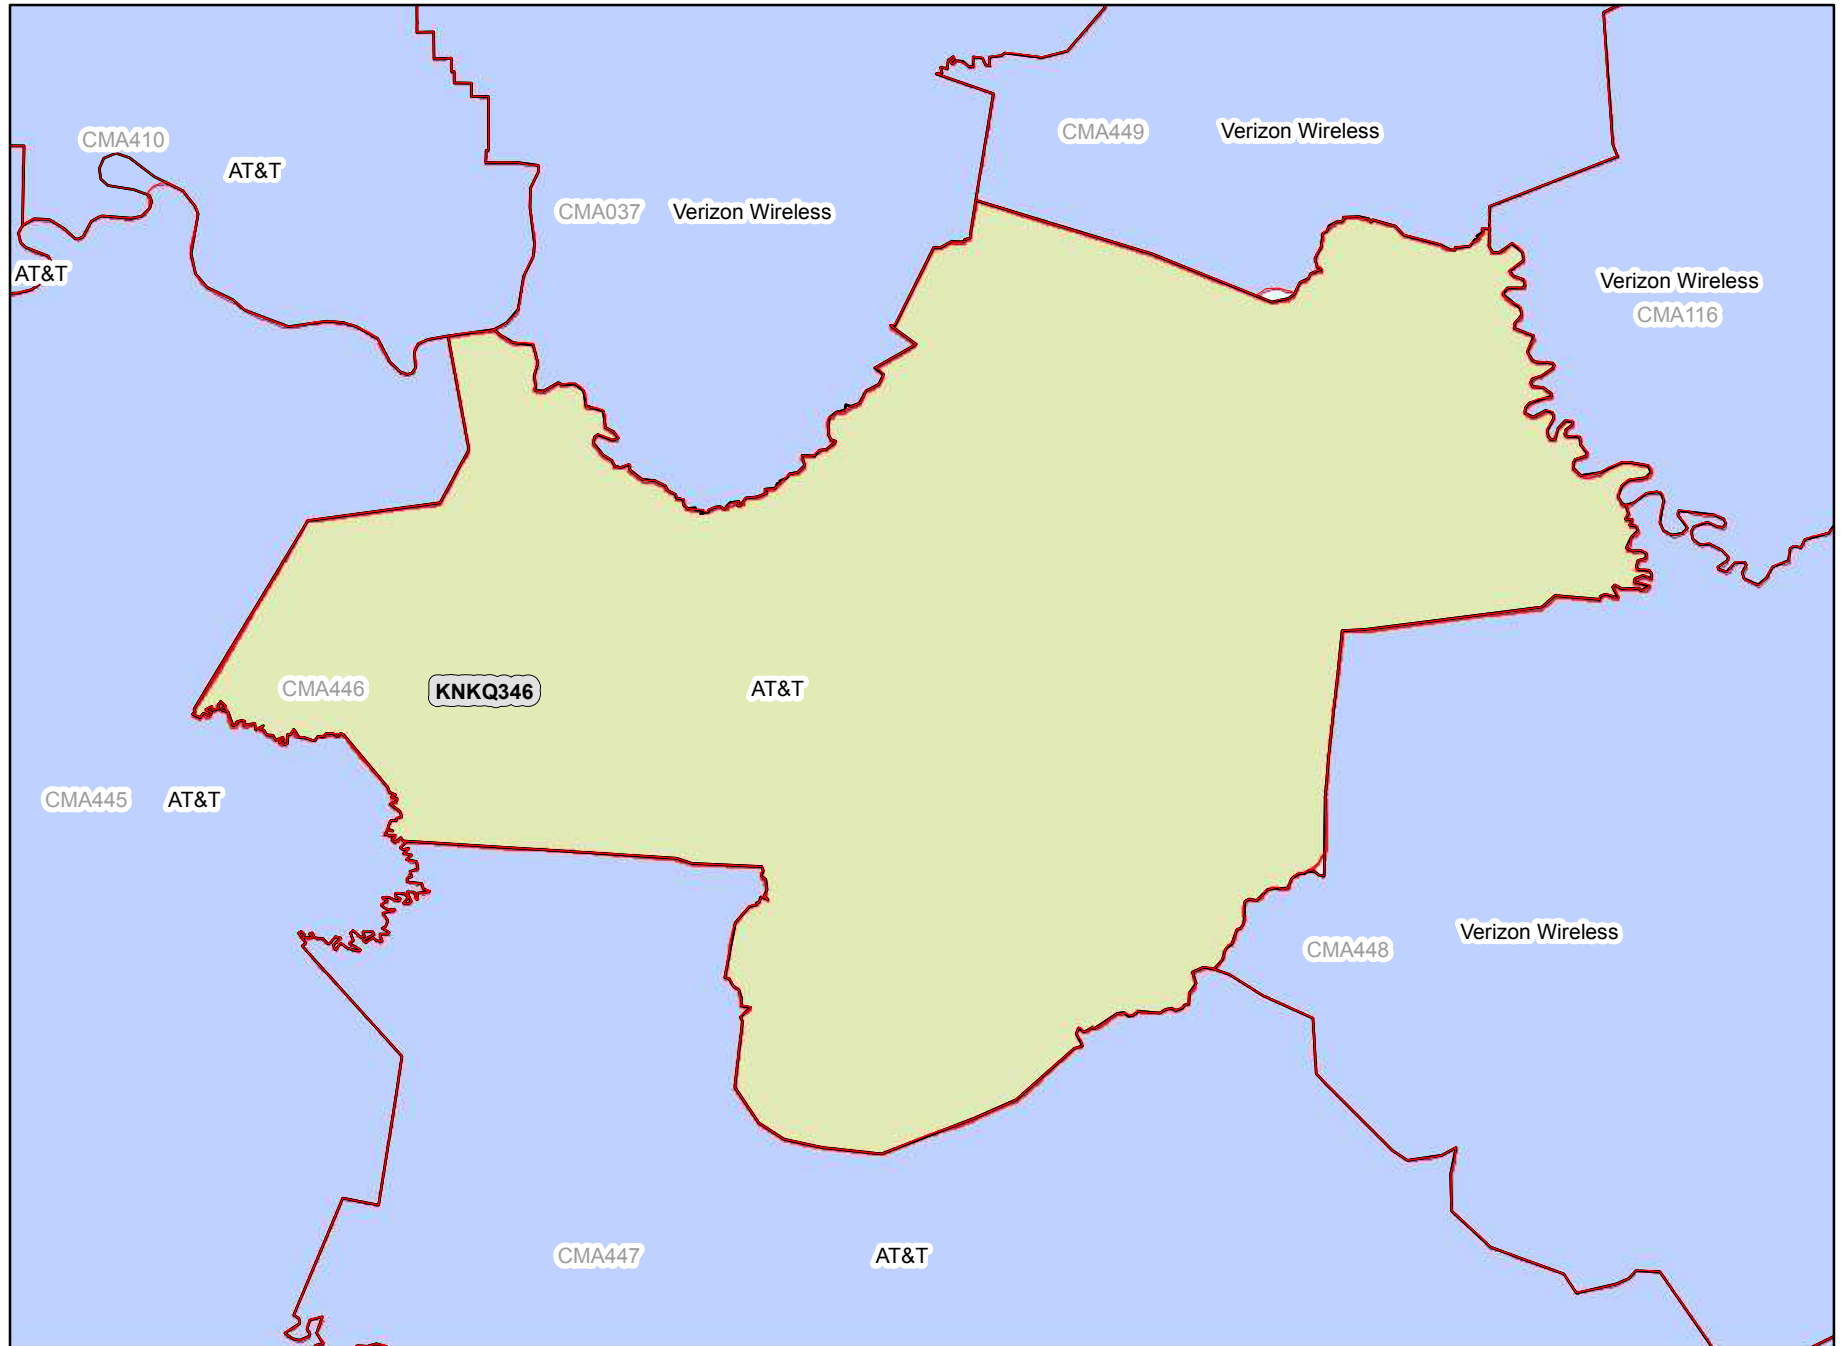 CMA410
AT&T
CMA449
Verizon Wireless
CMA037
Verizon Wireless
AT&T
Verizon Wireless
CMA116
CMA446
KNKQ346
AT&T
CMA445
AT&T
Verizon Wireless
CMA448
CMA447
AT&T